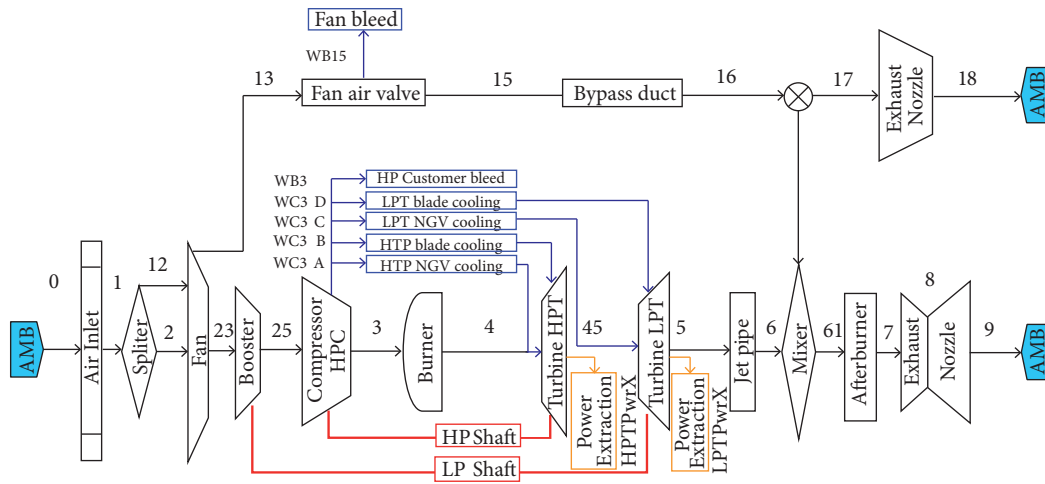 Fan bleed
WB15
13
Fan air valve
15
Bypass duct
16
17
Exhaust
Nozzle
18
AMB
WB3
HP Customer bleed
WC3 D
LPT blade cooling
WC3 C
LPT NGV cooling
WC3 B
HTP blade cooling
WC3 A
HTP NGV cooling
AMB
0
Air Inlet
1
12
Spliter
2
Fan
23
Booster
25
Compressor
HPC
3
Burner
4
Turbine HPT
45
Power
Extraction
HPTPwrX
Turbine LPT
5
Power
Extraction
LPTPwrX
Jet pipe
6
Mixer
61
Afterburner
7
8
Exhaust
Nozzle
9
AMB
HP Shaft
LP Shaft